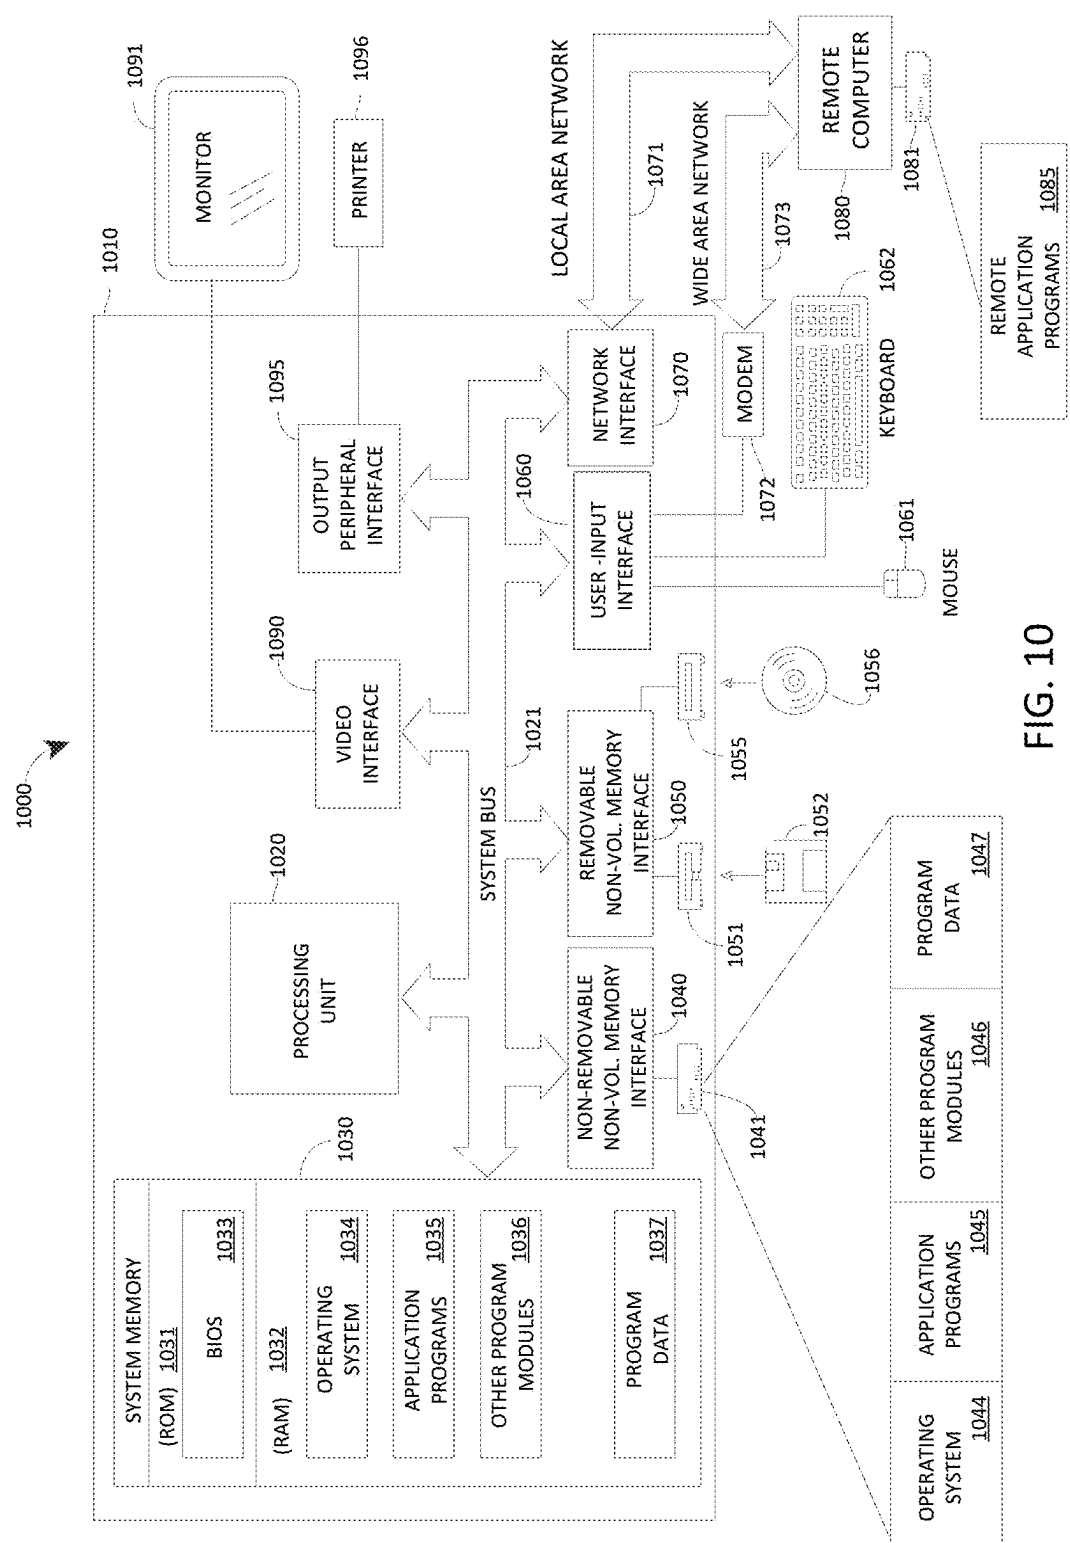 1000
1010
SYSTEM MEMORY
(ROM) 1031
BIOS
1033
(RAM) 1032
OPERATING
SYSTEM
1034
APPLICATION
PROGRAMS
1035
OTHER PROGRAM
MODULES
1036
PROGRAM
DATA
1037
1030
PROCESSING
UNIT
1020
VIDEO
INTERFACE
1090
OUTPUT
PERIPHERAL
INTERFACE
1095
MONITOR
1091
PRINTER
1096
SYSTEM BUS
1021
NON-REMOVABLE
NON-VOL. MEMORY
INTERFACE
1040
REMOVABLE
NON-VOL. MEMORY
INTERFACE
1050
USER -INPUT
INTERFACE
1060
NETWORK
INTERFACE
1070
LOCAL AREA NETWORK
1071
WIDE AREA NETWORK
1073
MODEM
1072
REMOTE
COMPUTER
1080
1081
1041
1051
1055
1052
1056
1061
MOUSE
1062
KEYBOARD
OPERATING
SYSTEM
1044
APPLICATION
PROGRAMS
1045
OTHER PROGRAM
MODULES
1046
PROGRAM
DATA
1047
REMOTE
APPLICATION
PROGRAMS
1085
FIG. 10